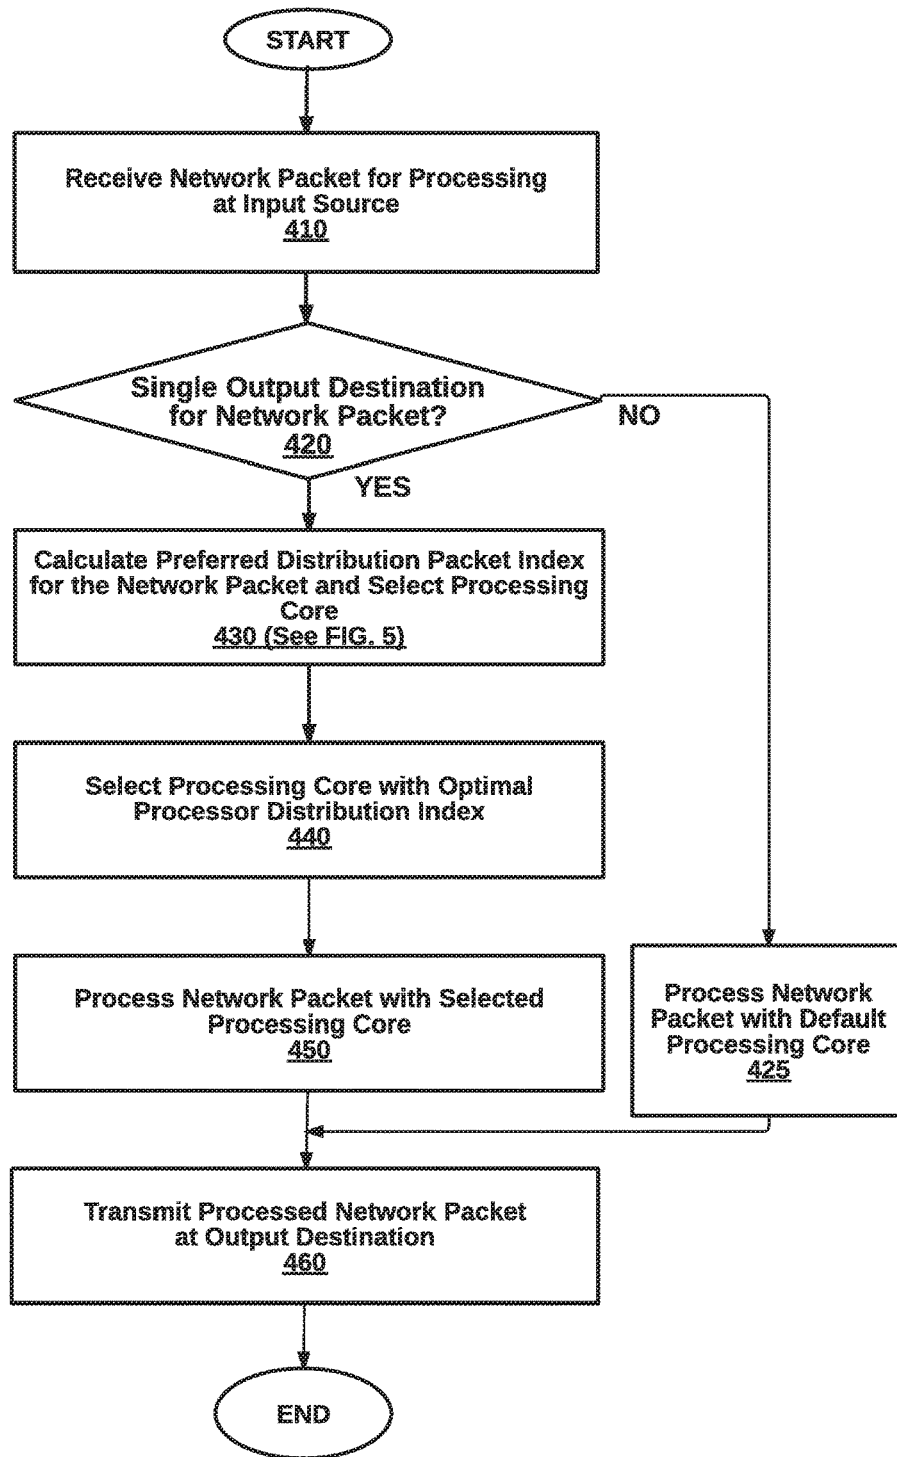 START
Receive Network Packet for Processing
at Input Source
410
Single Output Destination
for Network Packet?
420
NO
YES
Calculate Preferred Distribution Packet Index
for the Network Packet and Select Processing
Core
430 (See FIG. 5)
Select Processing Core with Optimal
Processor Distribution Index
440
Process Network Packet with Selected
Processing Core
450
Process Network
Packet with Default
Processing Core
425
Transmit Processed Network Packet
at Output Destination
460
END